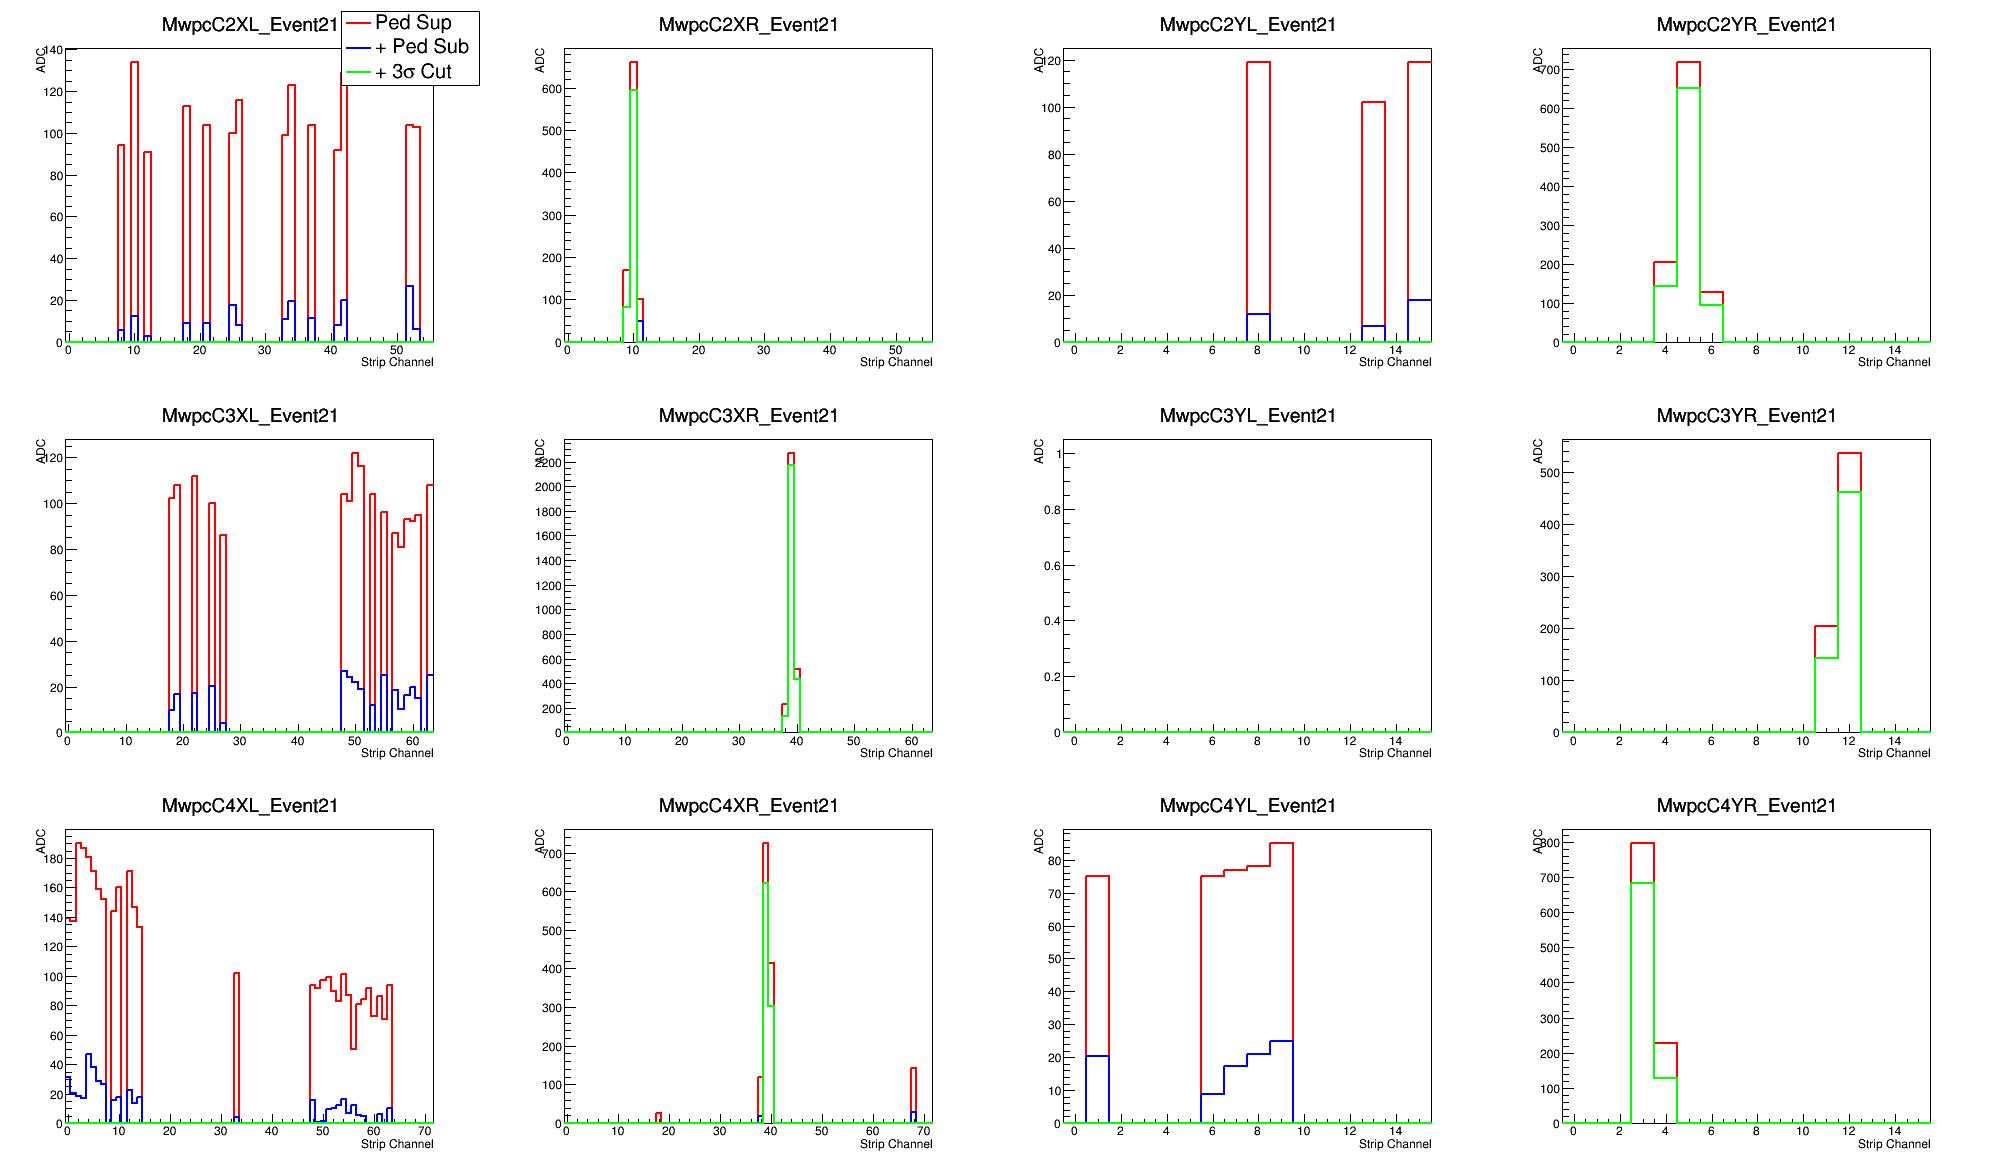 MwpcC2XL_Event21
Ped Sup
+ Ped Sub
+ 3σ Cut
ADC
140
120
100
80
60
40
20
0
0 10 20 30 40 50
Strip Channel
MwpcC2XR_Event21
ADC
600
500
400
300
200
100
0
0 10 20 30 40 50
Strip Channel
MwpcC2YL_Event21
ADC
120
100
80
60
40
20
0
0 2 4 6 8 10 12 14
Strip Channel
MwpcC2YR_Event21
ADC
700
600
500
400
300
200
100
0
0 2 4 6 8 10 12 14
Strip Channel
MwpcC3XL_Event21
ADC
120
100
80
60
40
20
0
0 10 20 30 40 50 60
Strip Channel
MwpcC3XR_Event21
ADC
2200
2000
1800
1600
1400
1200
1000
800
600
400
200
0
0 10 20 30 40 50 60
Strip Channel
MwpcC3YL_Event21
ADC
1
0.8
0.6
0.4
0.2
0
0 2 4 6 8 10 12 14
Strip Channel
MwpcC3YR_Event21
ADC
500
400
300
200
100
0
0 2 4 6 8 10 12 14
Strip Channel
MwpcC4XL_Event21
ADC
180
160
140
120
100
80
60
40
20
0
0 10 20 30 40 50 60 70
Strip Channel
MwpcC4XR_Event21
ADC
700
600
500
400
300
200
100
0
0 10 20 30 40 50 60 70
Strip Channel
MwpcC4YL_Event21
ADC
80
70
60
50
40
30
20
10
0
0 2 4 6 8 10 12 14
Strip Channel
MwpcC4YR_Event21
ADC
800
700
600
500
400
300
200
100
0
0 2 4 6 8 10 12 14
Strip Channel